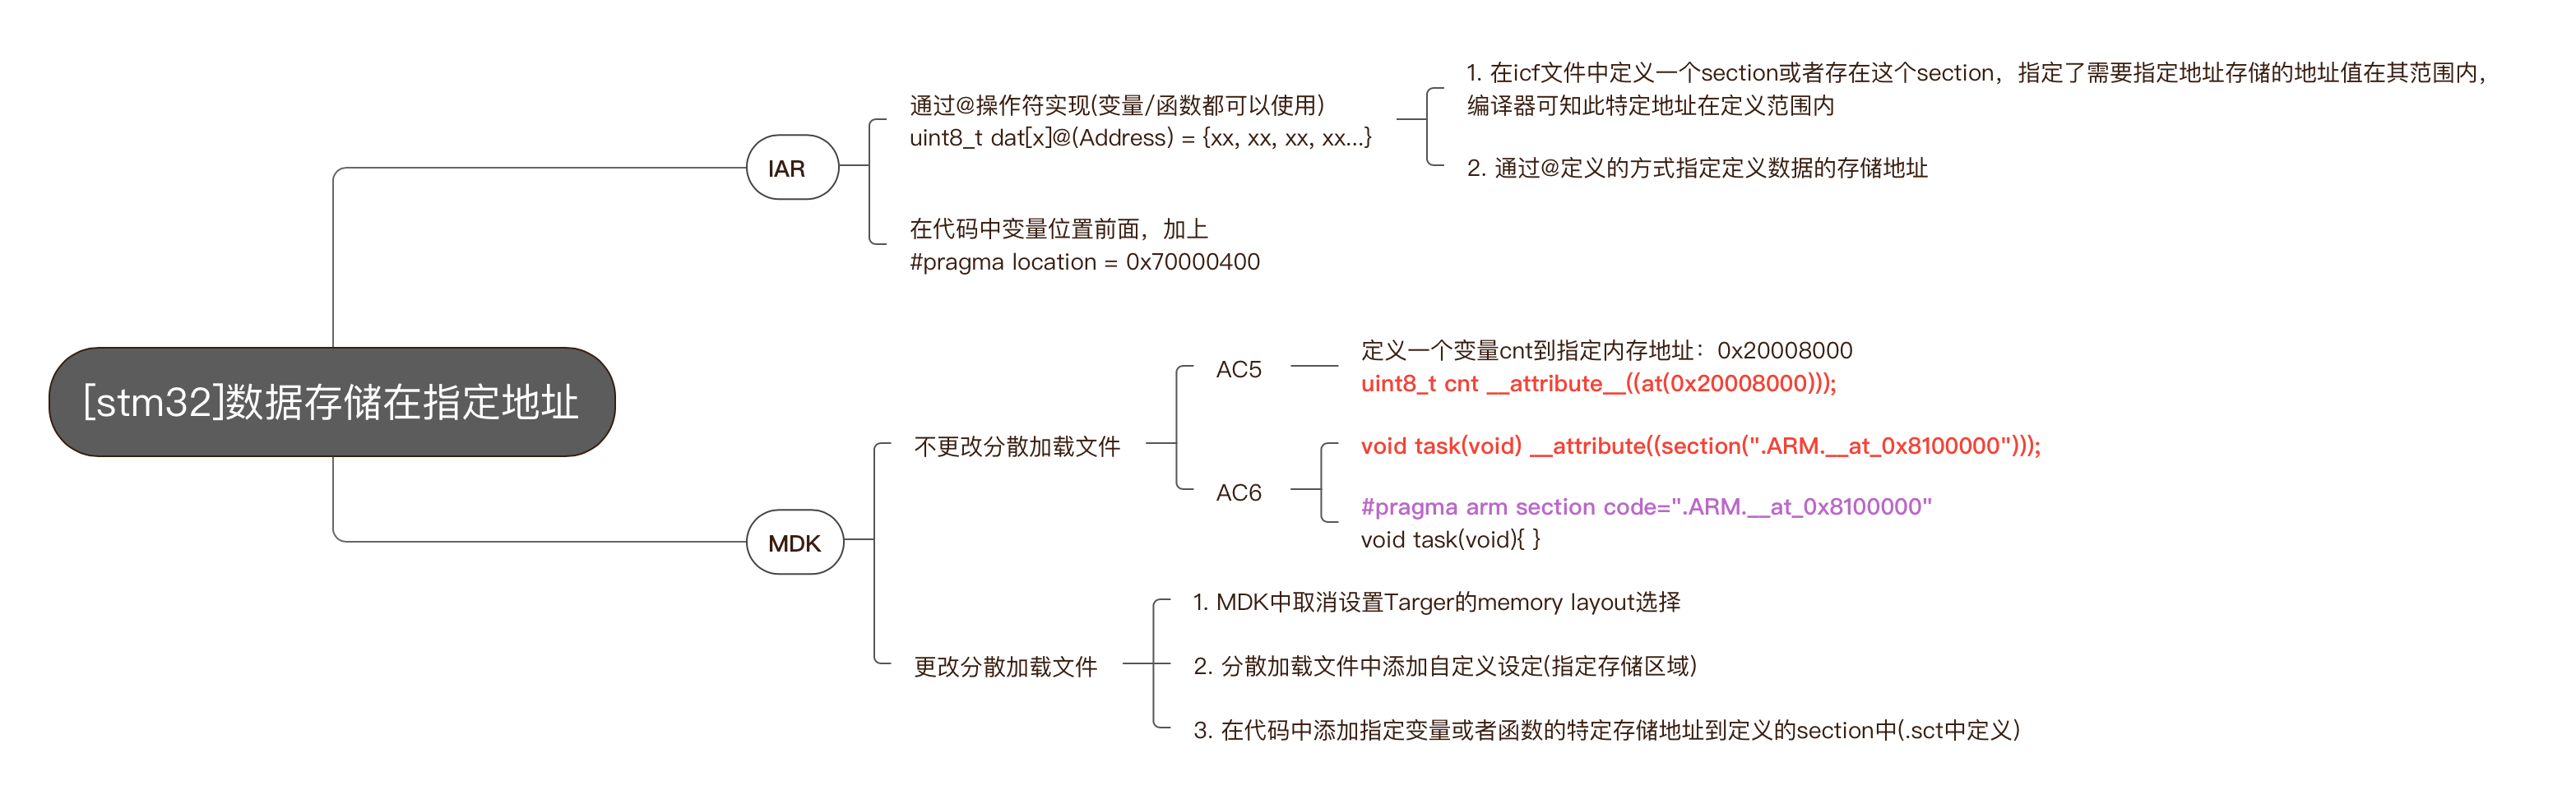 [stm32]数据存储在指定地址
IAR
通过@操作符实现(变量/函数都可以使用)
uint8_t dat[x]@(Address) = {xx, xx, xx, xx...}
1. 在icf文件中定义一个section或者存在这个section，指定了需要指定地址存储的地址值在其范围内，
编译器可知此特定地址在定义范围内
2. 通过@定义的方式指定定义数据的存储地址
在代码中变量位置前面，加上
#pragma location = 0x70000400
MDK
不更改分散加载文件
AC5
定义一个变量cnt到指定内存地址：0x20008000
uint8_t cnt __attribute__((at(0x20008000)));
AC6
void task(void) __attribute((section(".ARM.__at_0x8100000")));
#pragma arm section code=".ARM.__at_0x8100000"
void task(void){ }
更改分散加载文件
1. MDK中取消设置Targer的memory layout选择
2. 分散加载文件中添加自定义设定(指定存储区域)
3. 在代码中添加指定变量或者函数的特定存储地址到定义的section中(.sct中定义)